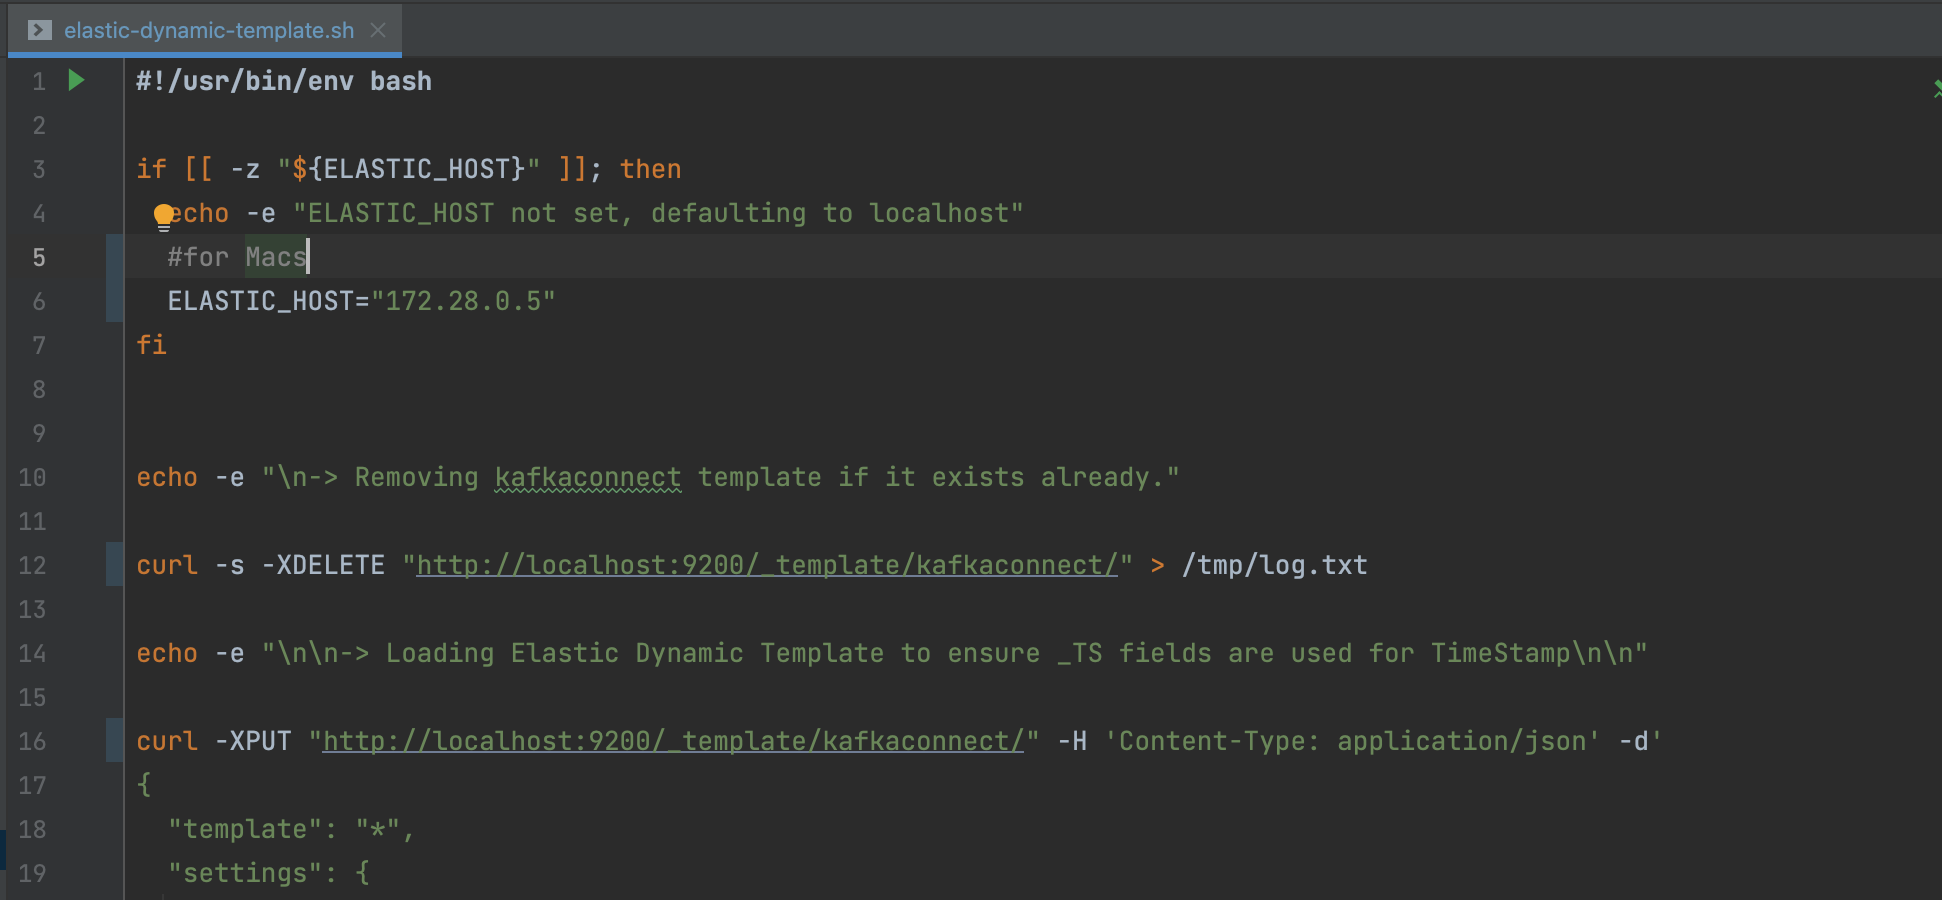 elastic-dynamic-template.sh
1 #!/usr/bin/env bash
2
3 if [[ -z "${ELASTIC_HOST}" ]]; then
4 echo -e "ELASTIC_HOST not set, defaulting to localhost"
5 #for Macs
6 ELASTIC_HOST="172.28.0.5"
7 fi
8
9
10 echo -e "\n-> Removing kafkaconnect template if it exists already."
11
12 curl -s -XDELETE "http://localhost:9200/_template/kafkaconnect/" > /tmp/log.txt
13
14 echo -e "\n\n-> Loading Elastic Dynamic Template to ensure _TS fields are used for TimeStamp\n\n"
15
16 curl -XPUT "http://localhost:9200/_template/kafkaconnect/" -H 'Content-Type: application/json' -d'
17 {
18 "template": "*",
19 "settings": {